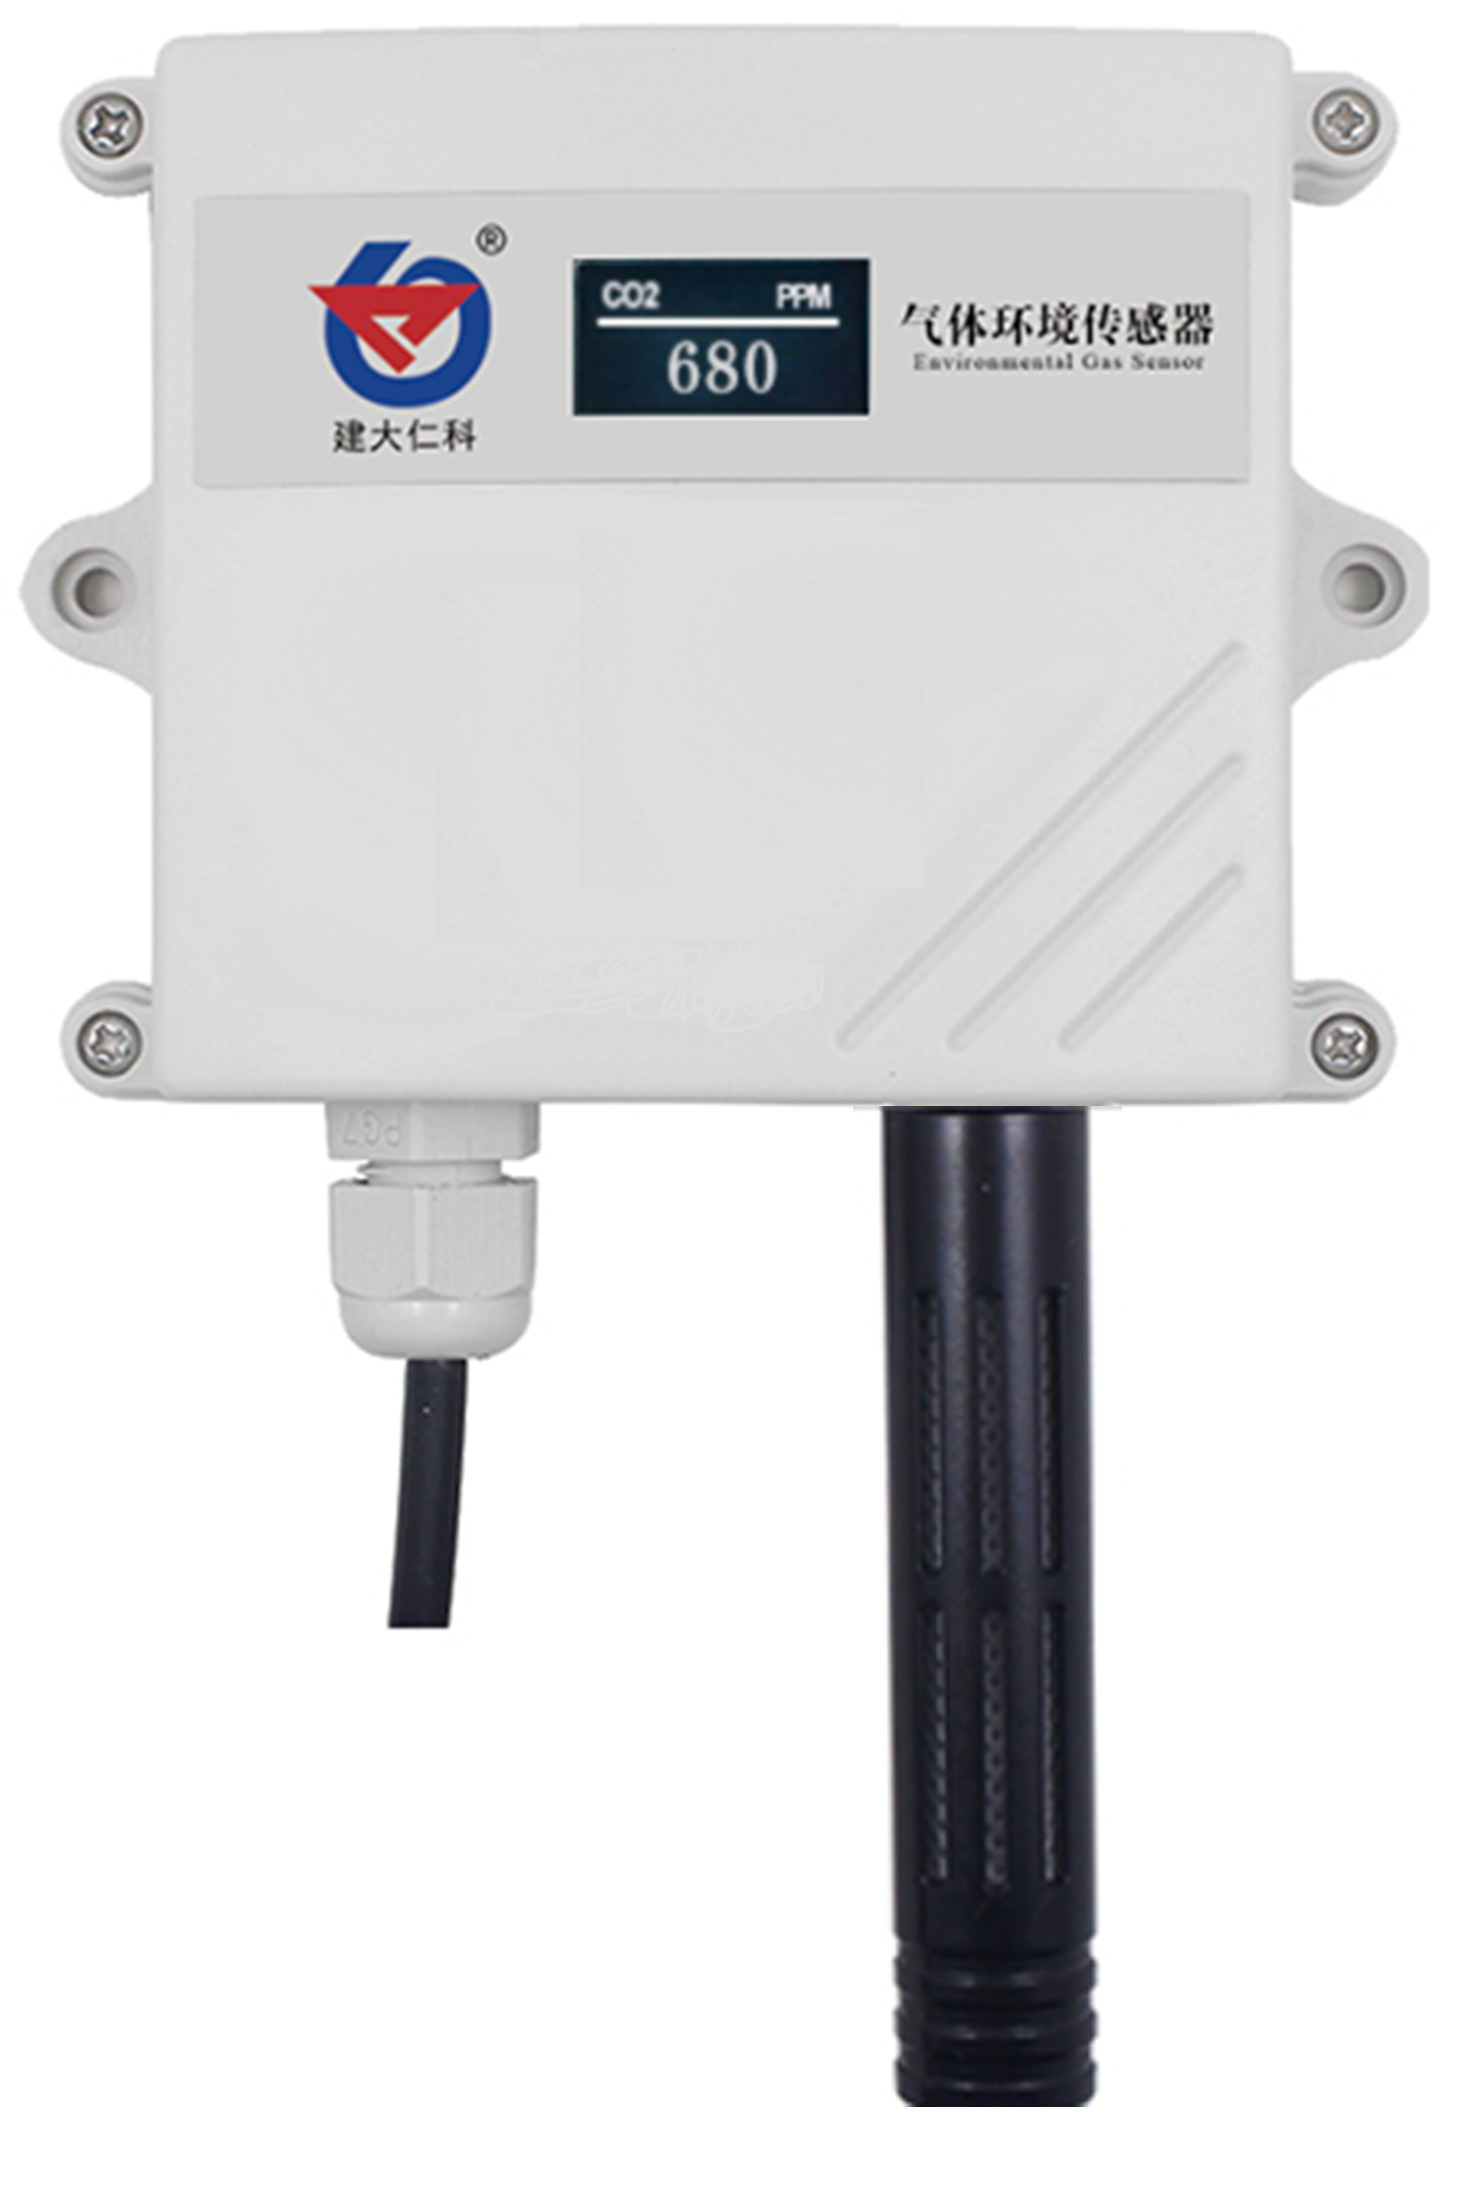 ®
CO2 PPM
680
气体环境传感器
Environmental Gas Sensor
建大仁科
PG7